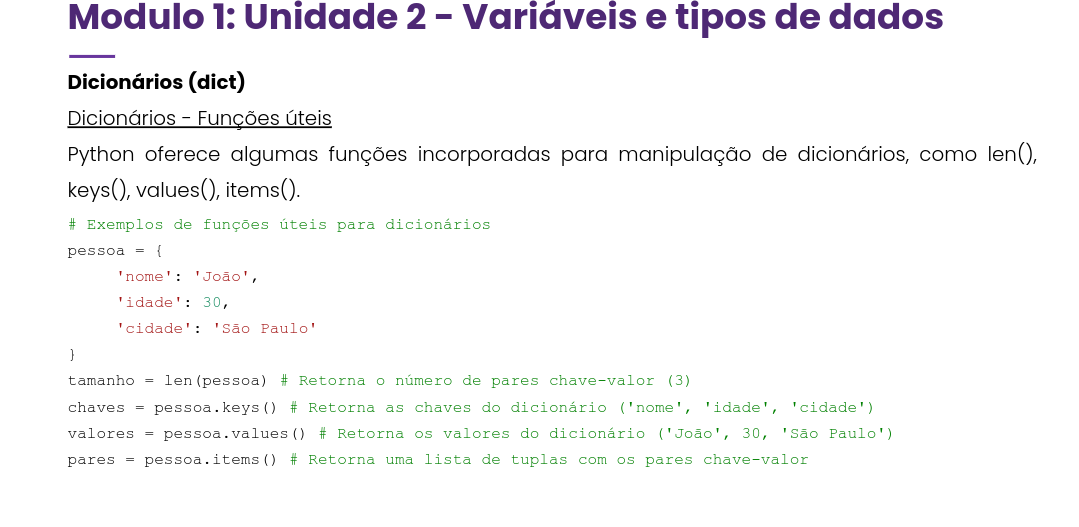 Modulo 1: Unidade 2 - Variáveis e tipos de dados
Dicionários (dict)
Dicionários - Funções úteis
Python oferece algumas funções incorporadas para manipulação de dicionários, como len(),
keys(), values(), items().
# Exemplos de funções úteis para dicionários
pessoa = {
'nome': 'João',
'idade': 30,
'cidade': 'São Paulo'
}
tamanho = len(pessoa) # Retorna o número de pares chave-valor (3)
chaves = pessoa.keys() # Retorna as chaves do dicionário ('nome', 'idade', 'cidade')
valores = pessoa.values() # Retorna os valores do dicionário ('João', 30, 'São Paulo')
pares = pessoa.items() # Retorna uma lista de tuplas com os pares chave-valor